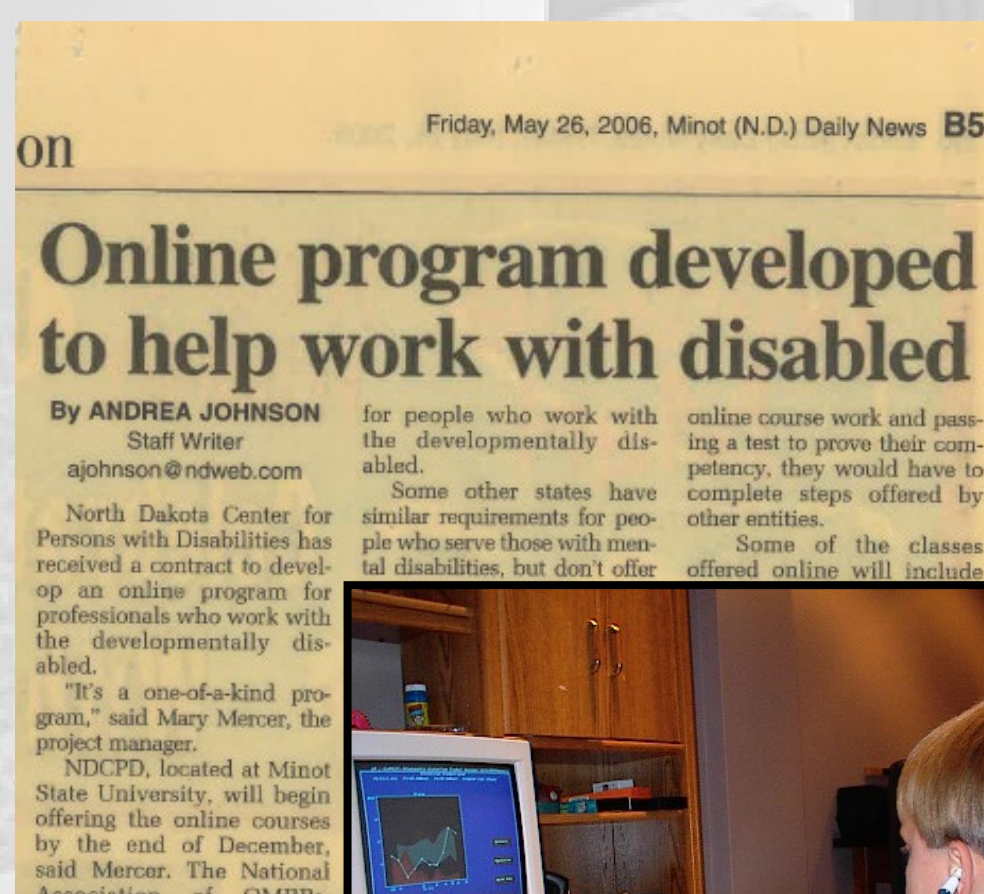 on
Friday, May 26, 2006, Minot (N.D.) Daily News B5
Online program developed
to help work with disabled
By ANDREA JOHNSON
Staff Writer
ajohnson@ndweb.com
North Dakota Center for
Persons with Disabilities has
received a contract to devel-
op an online program for
professionals who work with
the developmentally dis-
abled.
"It's a one-of-a-kind pro-
gram," said Mary Mercer, the
project manager.
NDCPD, located at Minot
State University, will begin
offering the online courses
by the end of December,
said Mercer. The National
Association of
for people who work with
the developmentally dis-
abled.
Some other states have
similar requirements for peo-
ple who serve those with men-
tal disabilities, but don't offer
online course work and pass-
ing a test to prove their com-
petency, they would have to
complete steps offered by
other entities.
Some of the classes
offered online will include